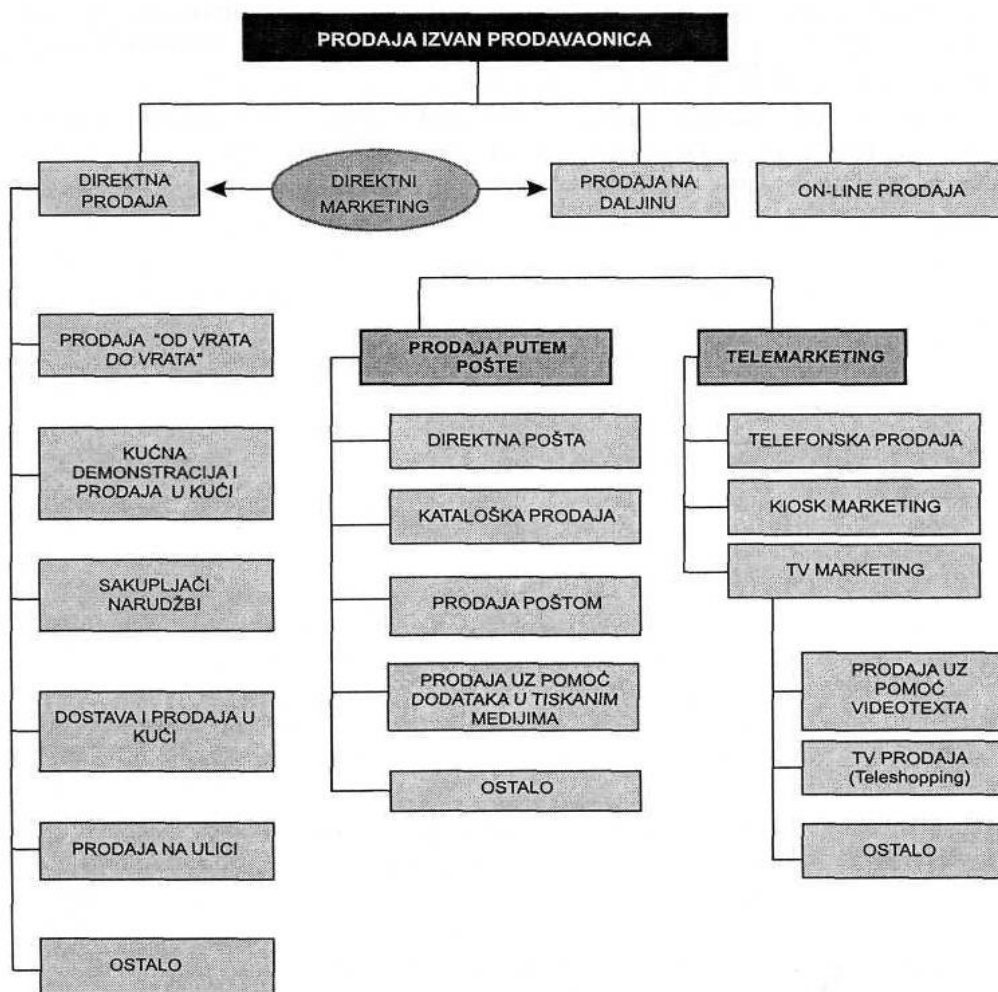 PRODAJA IZVAN PRODAVAONICA
DIREKTNA
PRODAJA
DIREKTNI
MARKETING
PRODAJA NA
DALJINU
ON-LINE PRODAJA
PRODAJA "OD VRATA
DO VRATA"
KUĆNA
DEMONSTRACIJA I
PRODAJA U KUĆI
SAKUPLJAČI
NARUDŽBI
DOSTAVA I PRODAJA U
KUĆI
PRODAJA NA ULICI
OSTALO
PRODAJA PUTEM
POŠTE
DIREKTNA POŠTA
KATALOŠKA PRODAJA
PRODAJA POŠTOM
PRODAJA UZ POMOĆ
DODATAKA U TISKANIM
MEDIJIMA
OSTALO
TELEMARKETING
TELEFONSKA PRODAJA
KIOSK MARKETING
TV MARKETING
PRODAJA UZ
POMOĆ
VIDEOTEXTA
TV PRODAJA
(Teleshopping)
OSTALO